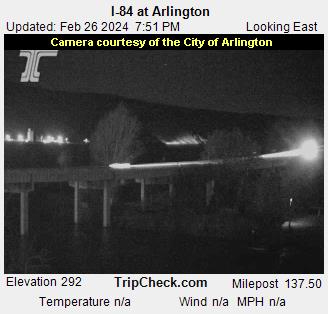 I-84 at Arlington
Updated: Feb 26 2024 7:51 PM Looking East
Camera courtesy of the City of Arlington
Elevation 292 TripCheck.com Milepost 137.50
Temperature n/a Wind n/a MPH n/a